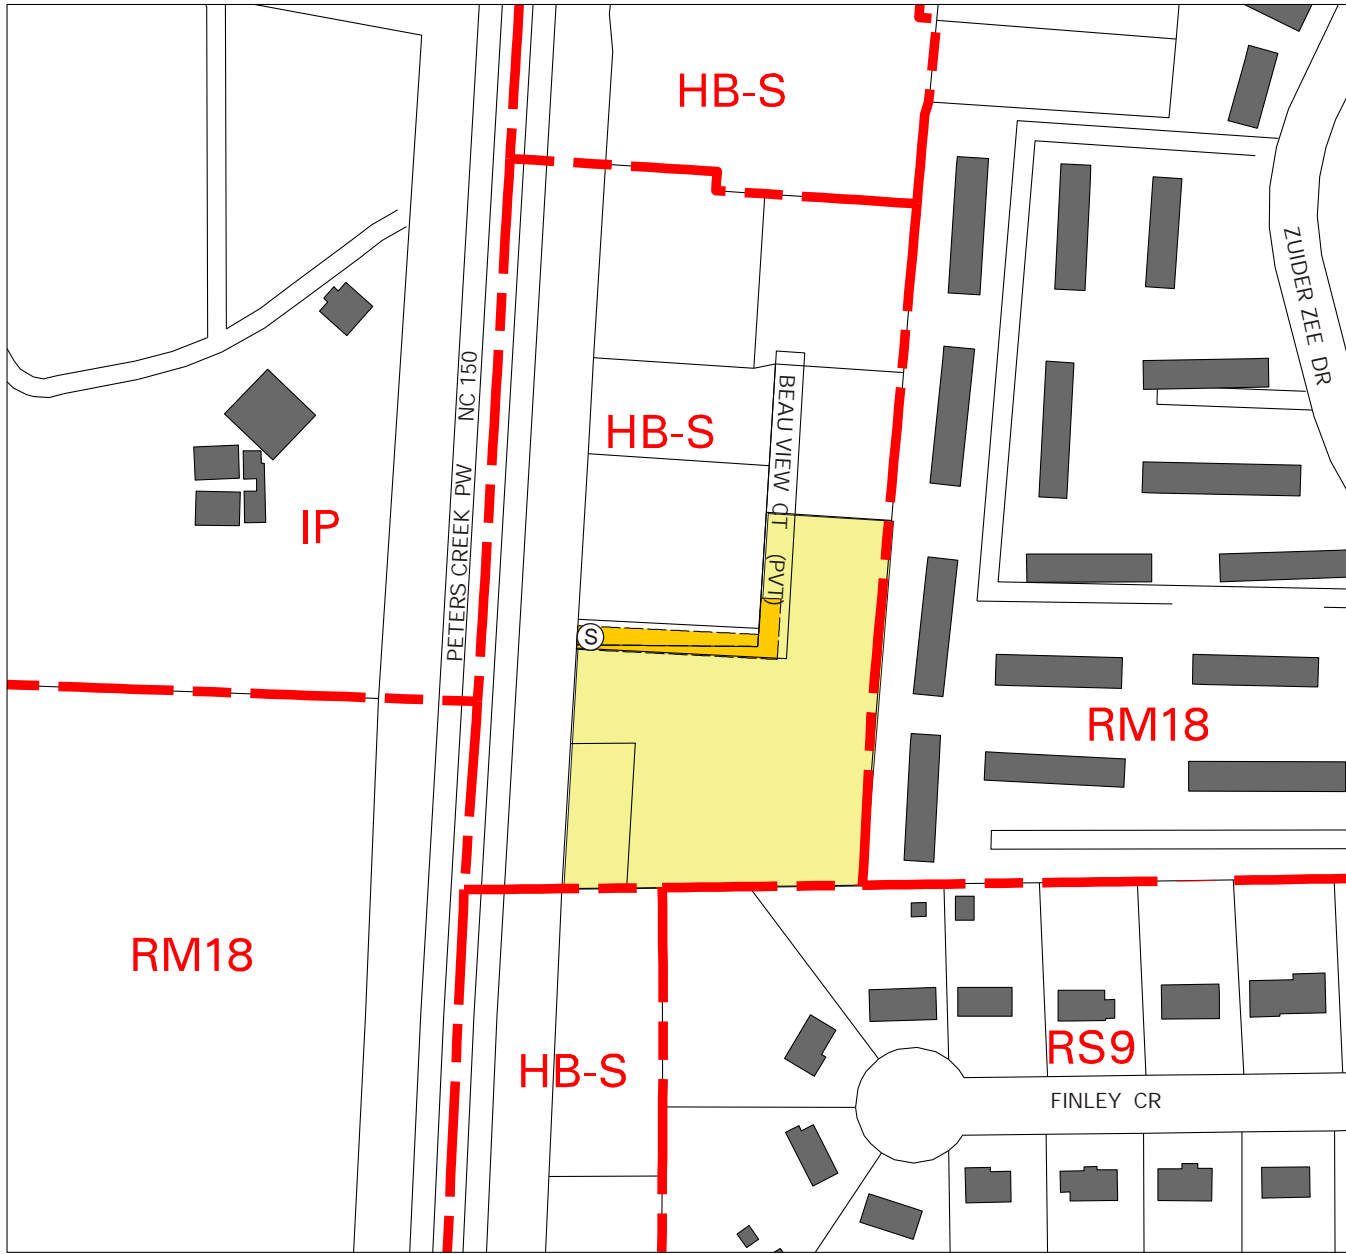 HB-S
ZUIDER ZEE DR
PETERS CREEK PW NC 150
BEAU VIEW CT (PVT)
HB-S
IP
S
RM18
RM18
RS9
HB-S
FINLEY CR